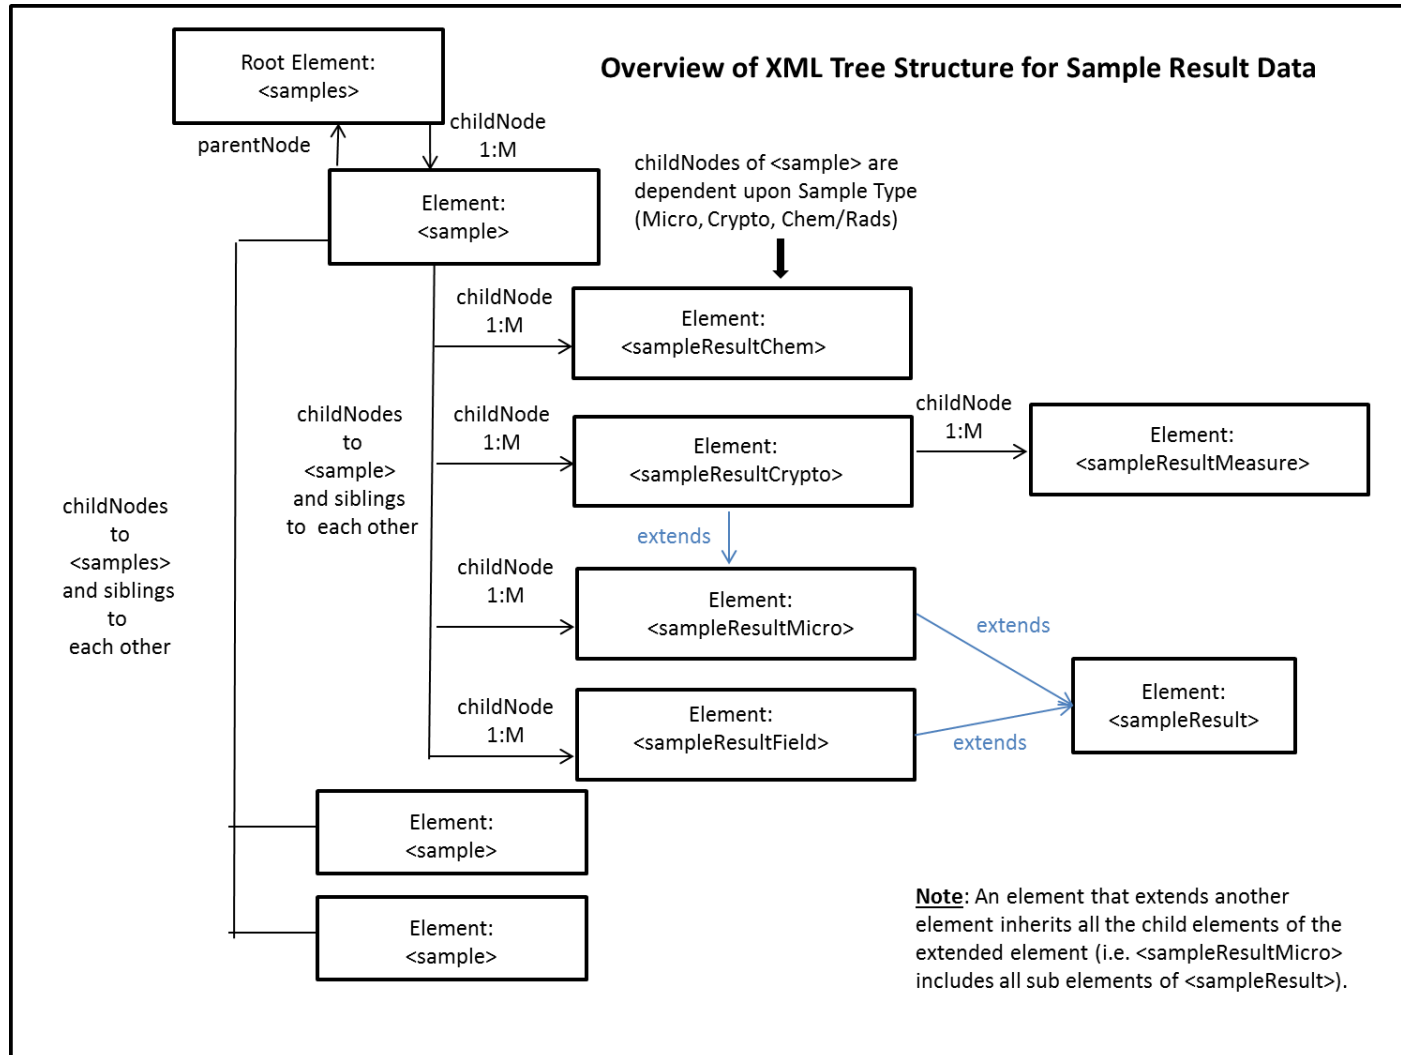 Overview of XML Tree Structure for Sample Result Data
Root Element:
<samples>
parentNode
childNode
1:M
Element:
<sample>
childNodes of <sample> are
dependent upon Sample Type
(Micro, Crypto, Chem/Rads)
childNode
1:M
Element:
<sampleResultChem>
childNodes
to
<sample>
and siblings
to each other
childNode
1:M
Element:
<sampleResultCrypto>
childNode
1:M
Element:
<sampleResultMeasure>
childNodes
to
<samples>
and siblings
to
each other
extends
childNode
1:M
Element:
<sampleResultMicro>
extends
Element:
<sampleResult>
childNode
1:M
Element:
<sampleResultField>
extends
Element:
<sample>
Element:
<sample>
Note: An element that extends another
element inherits all the child elements of the
extended element (i.e. <sampleResultMicro>
includes all sub elements of <sampleResult>).